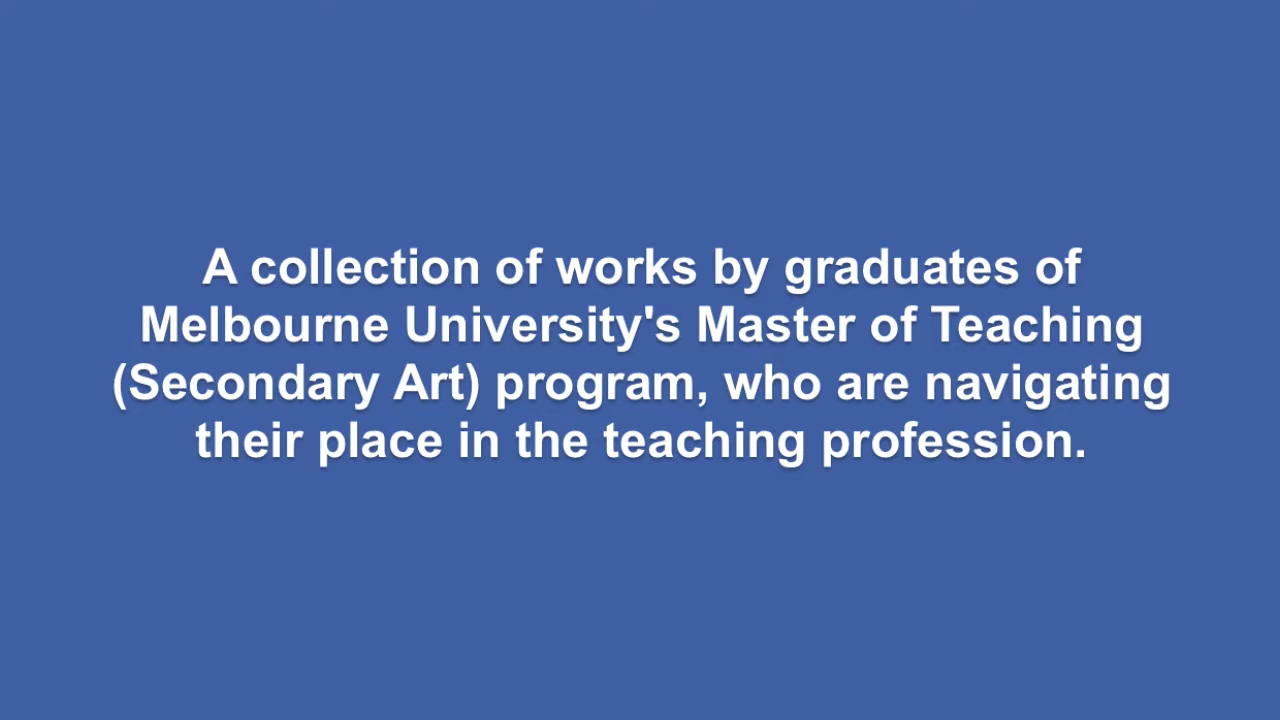 A collection of works by graduates of
Melbourne University's Master of Teaching
(Secondary Art) program, who are navigating
their place in the teaching profession.